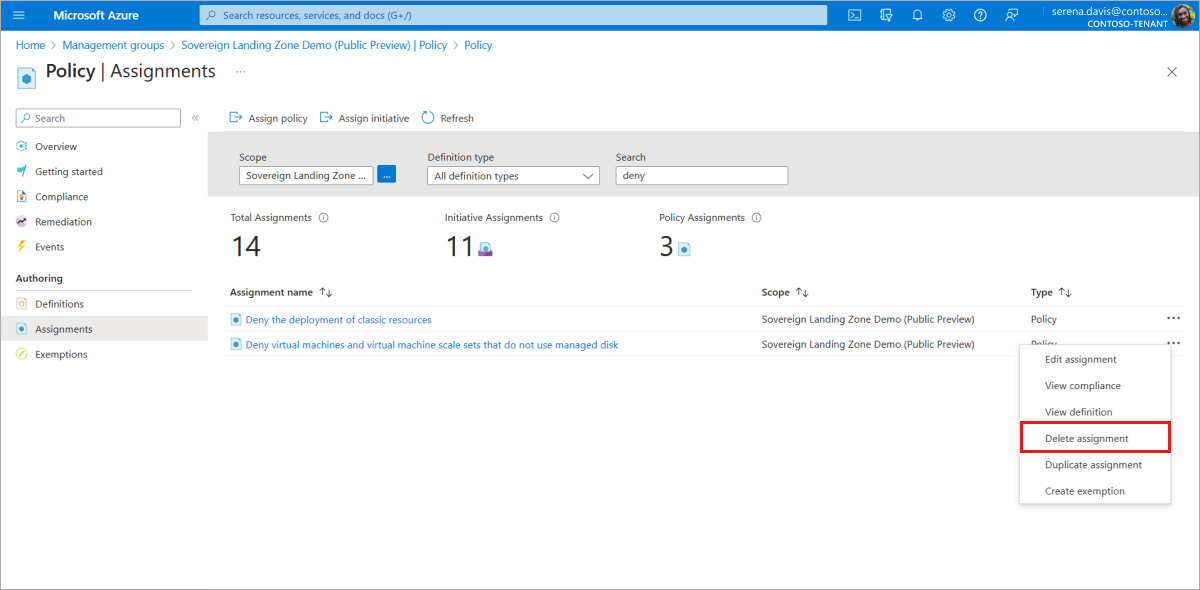 Microsoft Azure
Search resources, services, and docs (G+/)
serena.davis@contoso...
CONTOSO-TENANT
Home > Management groups > Sovereign Landing Zone Demo (Public Preview) | Policy > Policy
Policy | Assignments ...
Search «
Overview
Getting started
Compliance
Remediation
Events
Authoring
Definitions
Assignments
Exemptions
Assign policy Assign initiative Refresh
Scope Definition type Search
Sovereign Landing Zone ... ... All definition types deny
Total Assignments Initiative Assignments Policy Assignments
14 11 3
Assignment name Scope Type
Deny the deployment of classic resources Sovereign Landing Zone Demo (Public Preview) Policy ...
Deny virtual machines and virtual machine scale sets that do not use managed disk Sovereign Landing Zone Demo (Public Preview) Policy ...
Edit assignment
View compliance
View definition
Delete assignment
Duplicate assignment
Create exemption